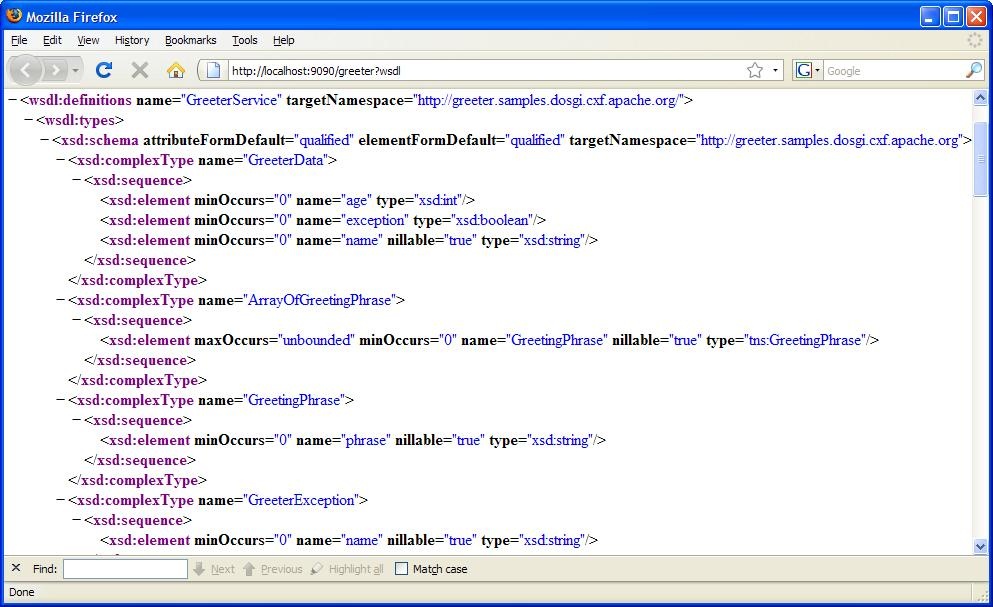 Mozilla Firefox
File Edit View History Bookmarks Tools Help
http://localhost:9090/greeter?wsdl
G Google
− <wsdl:definitions name="GreeterService" targetNamespace="http://greeter.samples.dosgi.cxf.apache.org/">
− <wsdl:types>
− <xsd:schema attributeFormDefault="qualified" elementFormDefault="qualified" targetNamespace="http://greeter.samples.dosgi.cxf.apache.org">
− <xsd:complexType name="GreeterData">
− <xsd:sequence>
<xsd:element minOccurs="0" name="age" type="xsd:int"/>
<xsd:element minOccurs="0" name="exception" type="xsd:boolean"/>
<xsd:element minOccurs="0" name="name" nillable="true" type="xsd:string"/>
</xsd:sequence>
</xsd:complexType>
− <xsd:complexType name="ArrayOfGreetingPhrase">
− <xsd:sequence>
<xsd:element maxOccurs="unbounded" minOccurs="0" name="GreetingPhrase" nillable="true" type="tns:GreetingPhrase"/>
</xsd:sequence>
</xsd:complexType>
− <xsd:complexType name="GreetingPhrase">
− <xsd:sequence>
<xsd:element minOccurs="0" name="phrase" nillable="true" type="xsd:string"/>
</xsd:sequence>
</xsd:complexType>
− <xsd:complexType name="GreeterException">
− <xsd:sequence>
<xsd:element minOccurs="0" name="name" nillable="true" type="xsd:string"/>
Find: Next Previous Highlight all Match case
Done